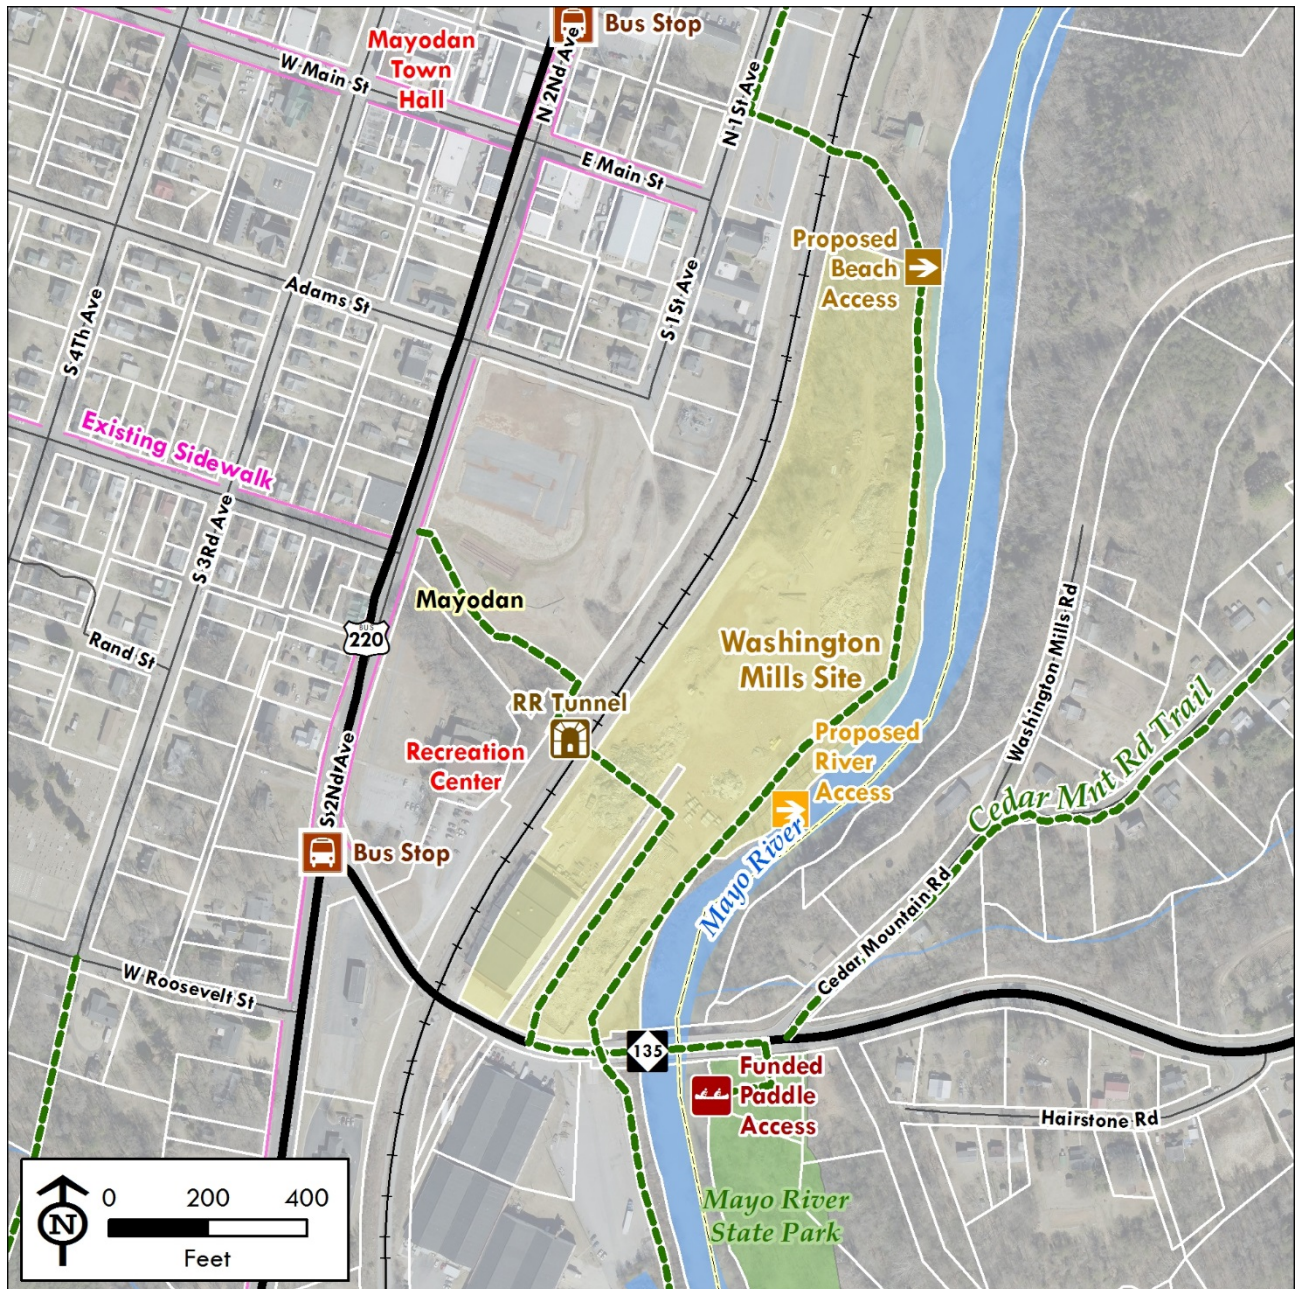 Bus Stop
Mayodan
Town
Hall
W Main St
N 2Nd Ave
N 1St Ave
E Main St
Proposed
Beach
Access
Adams St
S 1St Ave
S 4Th Ave
Existing Sidewalk
S 3Rd Ave
Mayodan
BUS
220
Rand St
Washington
Mills Site
Washington Mills Rd
RR Tunnel
Recreation
Center
Proposed
River
Access
Cedar Mnt Rd Trail
S 2Nd Ave
Bus Stop
Mayo River
Cedar Mountain Rd
W Roosevelt St
135
Funded
Paddle
Access
Hairstone Rd
Mayo River
State Park
N
0 200 400
Feet